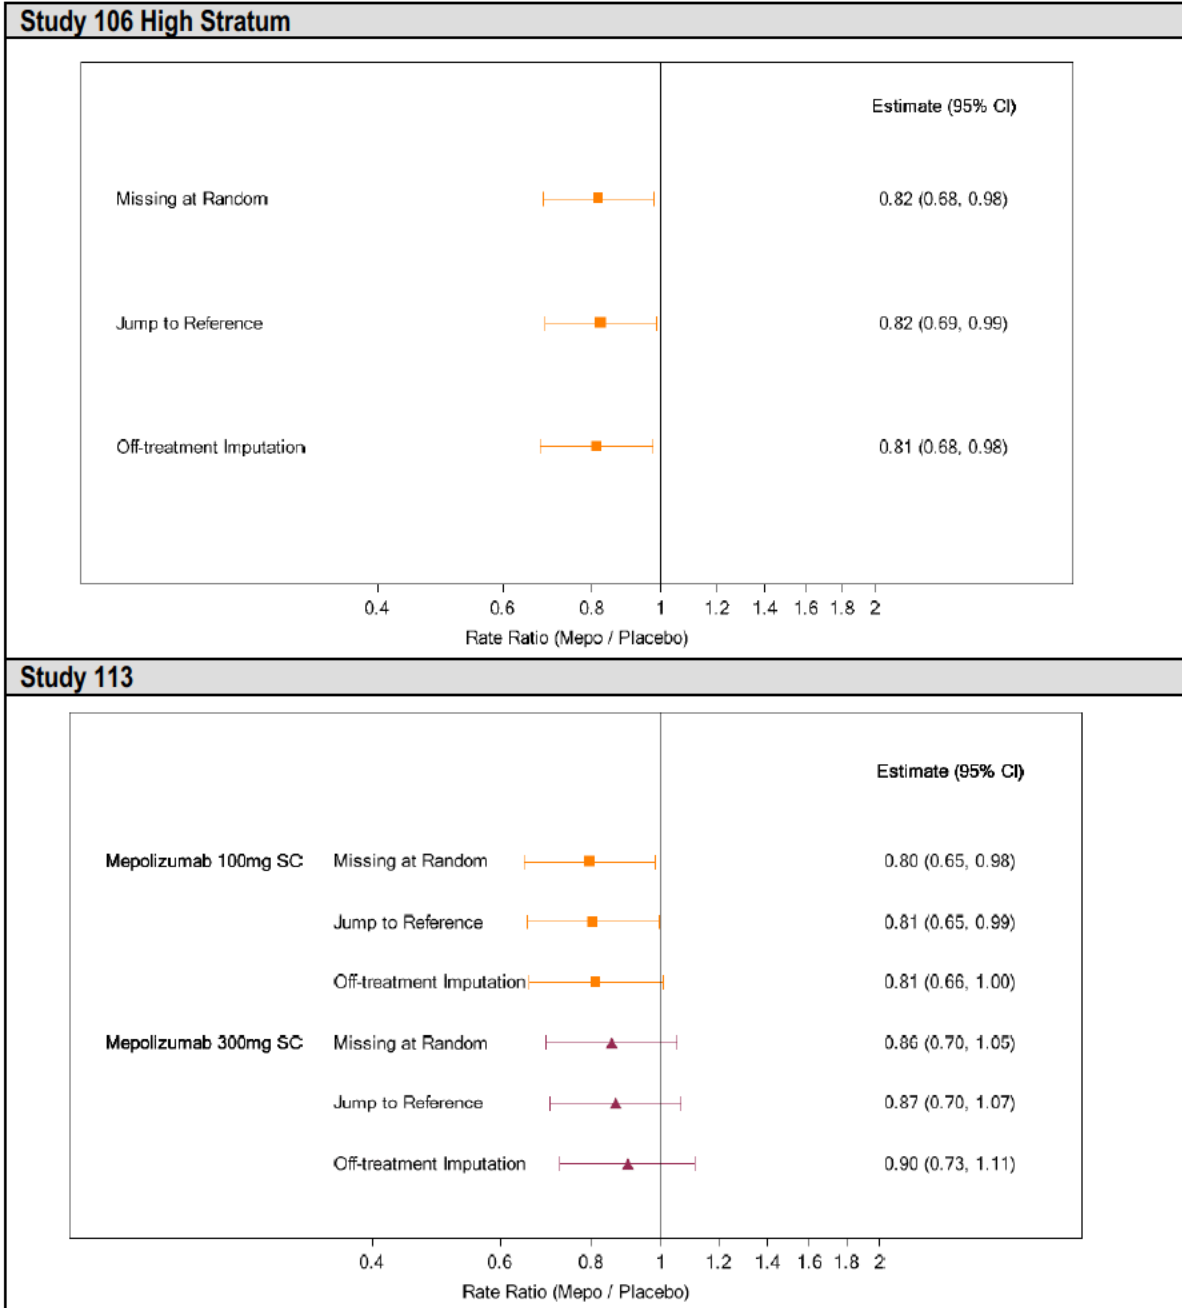 Study 106 High Stratum
Estimate (95% CI)
Missing at Random 0.82 (0.68, 0.98)
Jump to Reference 0.82 (0.69, 0.99)
Off-treatment Imputation 0.81 (0.68, 0.98)
0.4 0.6 0.8 1 1.2 1.4 1.6 1.8 2
Rate Ratio (Mepo / Placebo)
Study 113
Estimate (95% CI)
Mepolizumab 100mg SC Missing at Random 0.80 (0.65, 0.98)
Jump to Reference 0.81 (0.65, 0.99)
Off-treatment Imputation 0.81 (0.66, 1.00)
Mepolizumab 300mg SC Missing at Random 0.86 (0.70, 1.05)
Jump to Reference 0.87 (0.70, 1.07)
Off-treatment Imputation 0.90 (0.73, 1.11)
0.4 0.6 0.8 1 1.2 1.4 1.6 1.8 2
Rate Ratio (Mepo / Placebo)